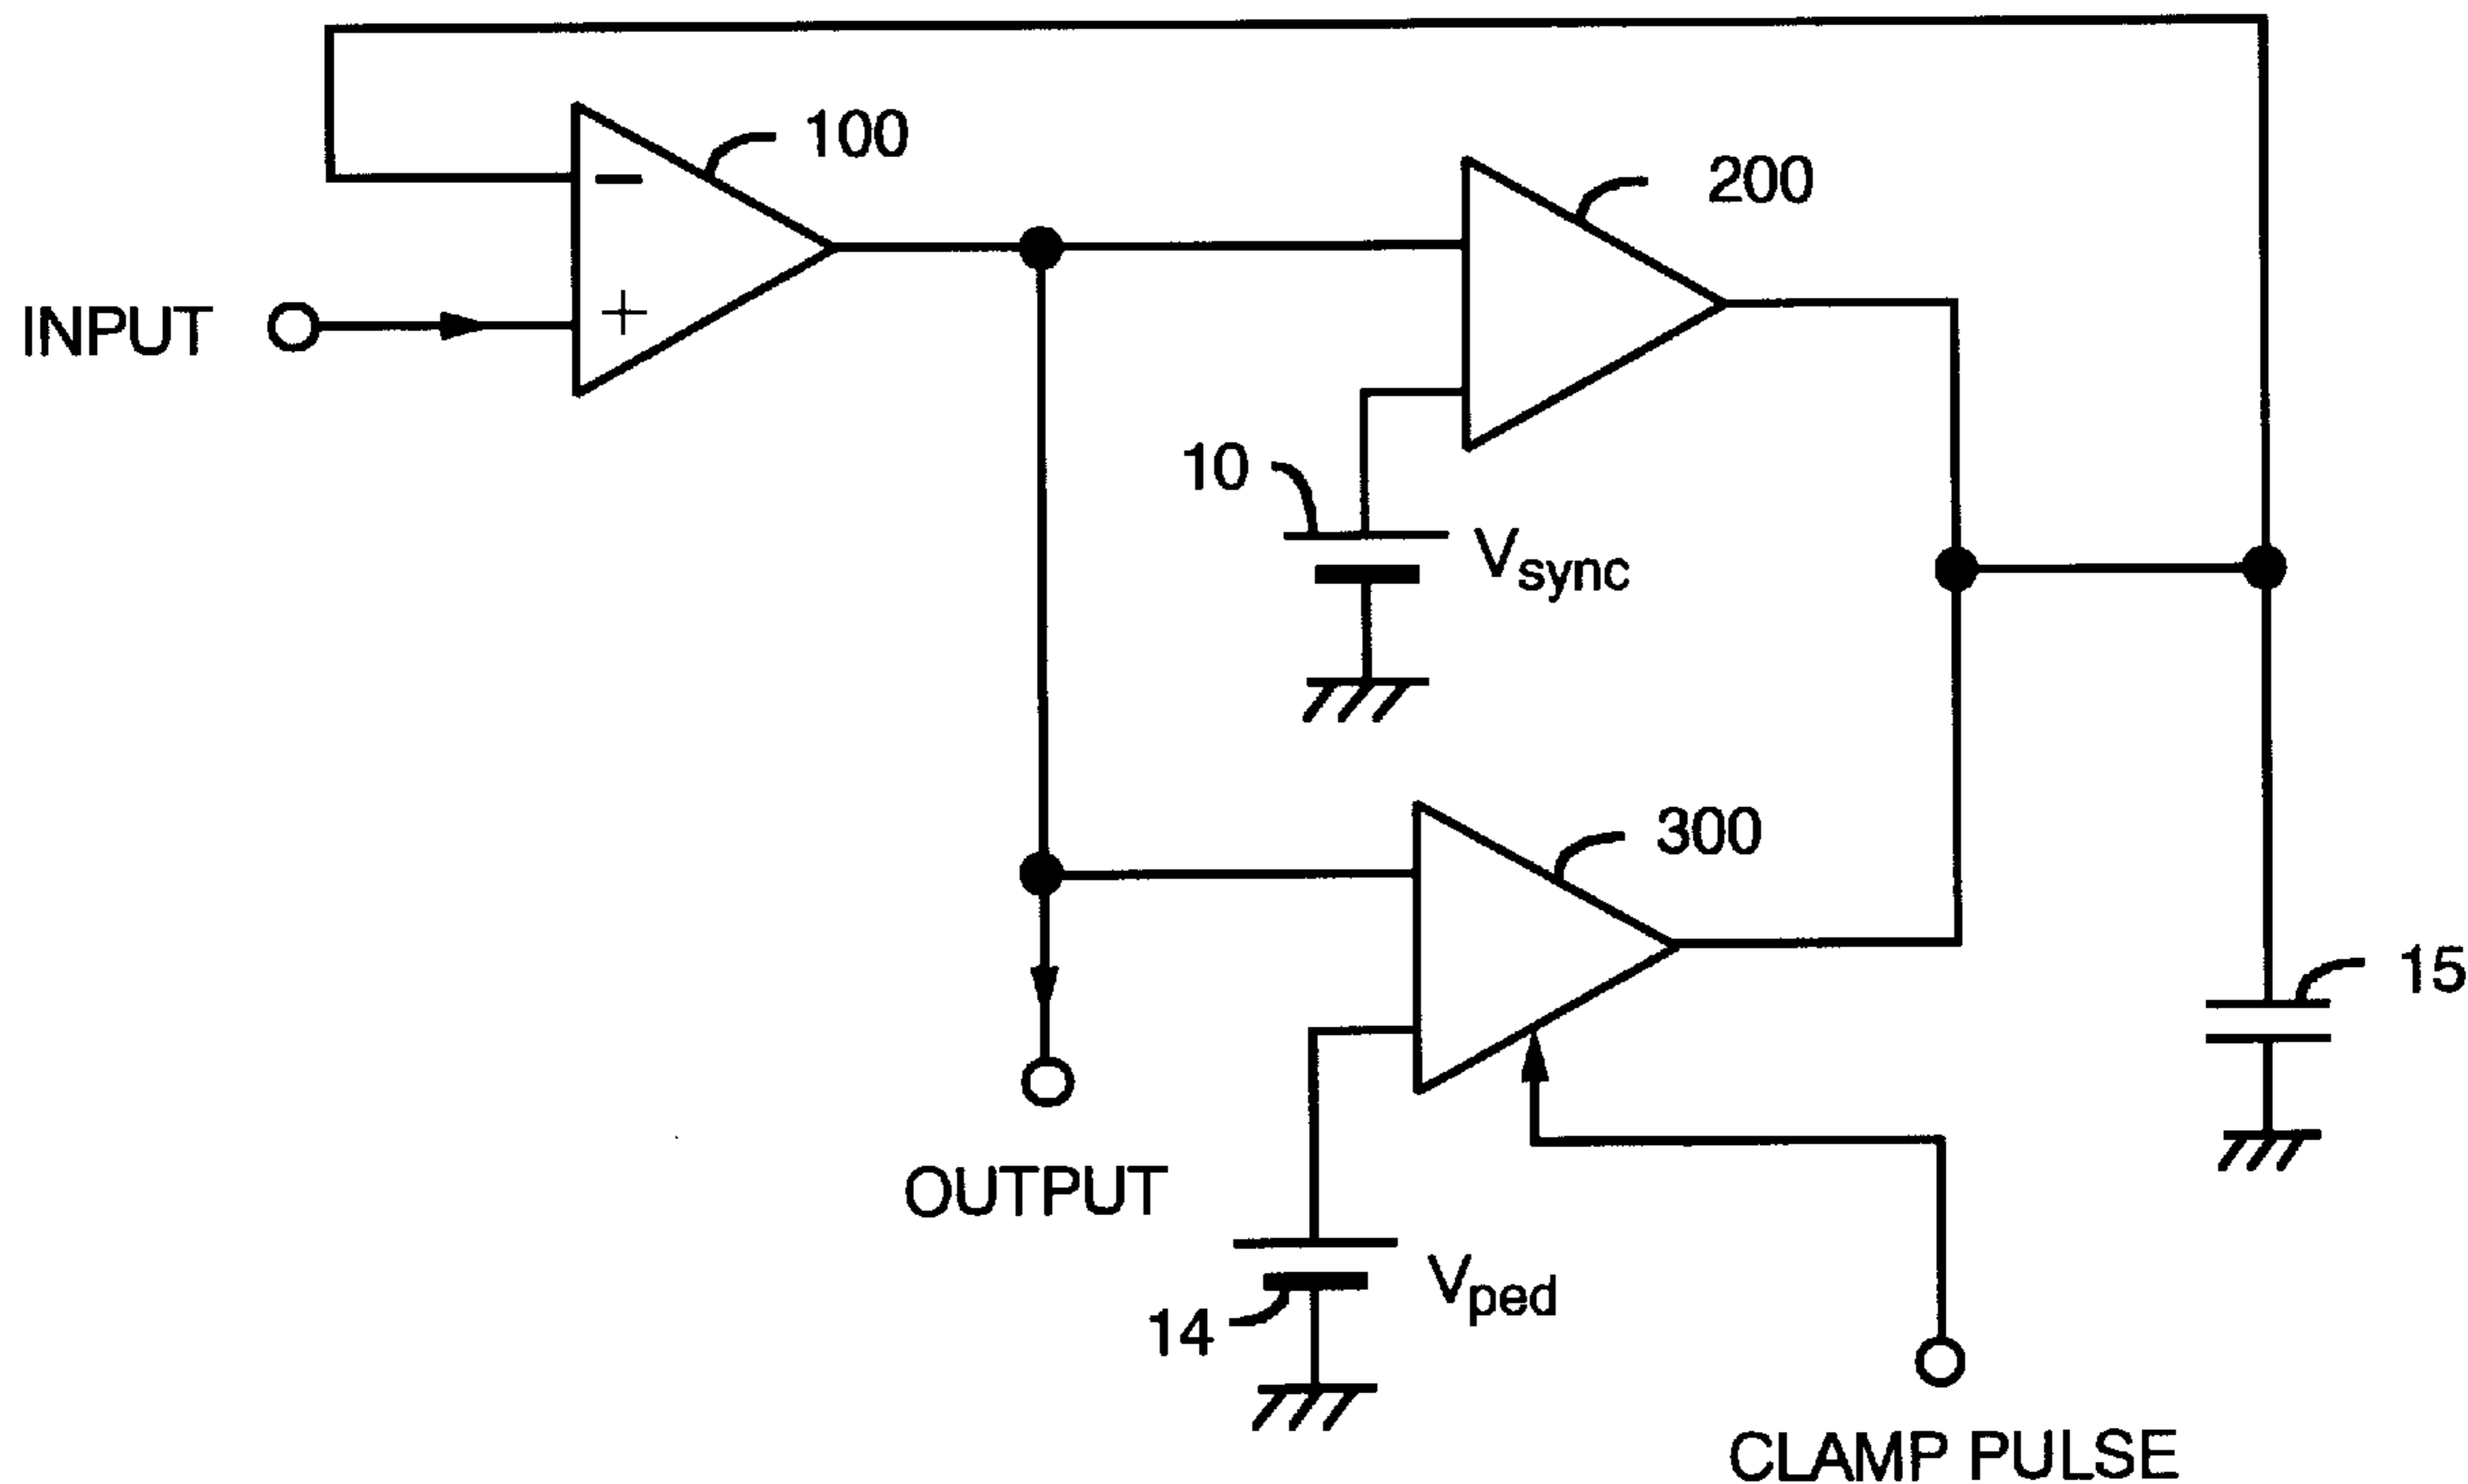 100
200
−
+
INPUT
10
Vsync
300
15
OUTPUT
Vped
14
CLAMP PULSE